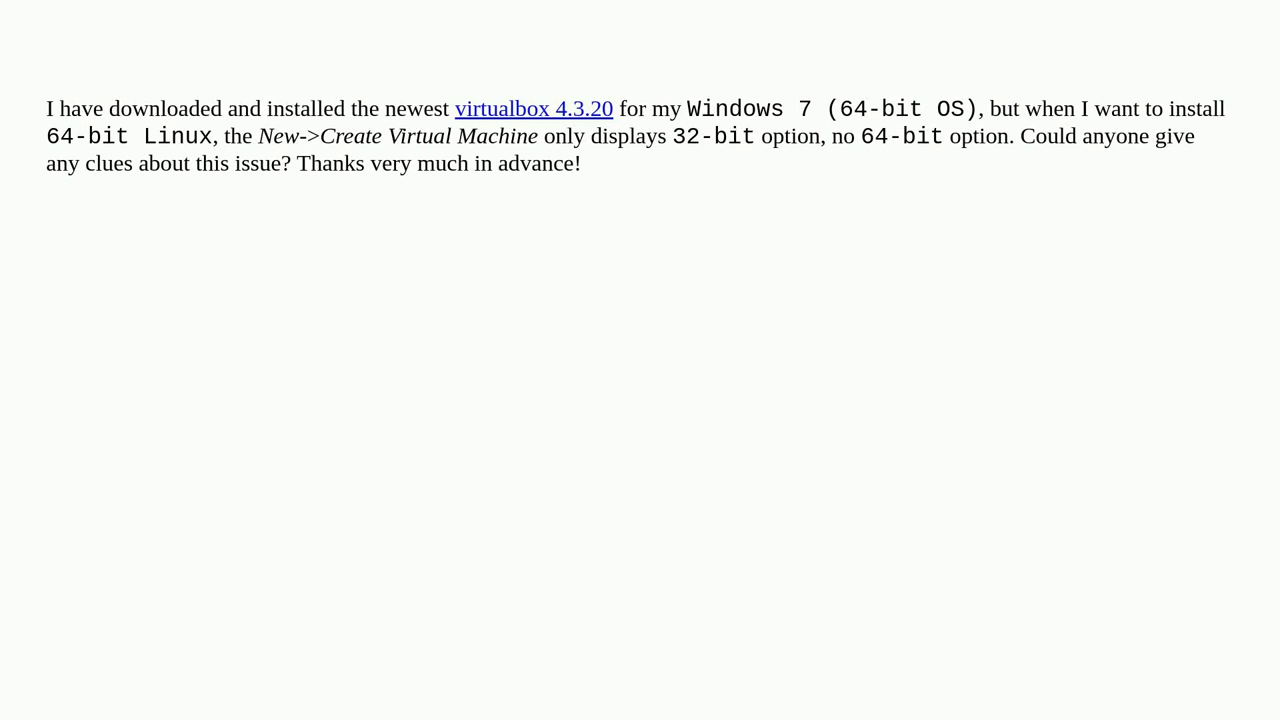 I have downloaded and installed the newest virtualbox 4.3.20 for my Windows 7 (64-bit OS), but when I want to install
64-bit Linux, the New->Create Virtual Machine only displays 32-bit option, no 64-bit option. Could anyone give
any clues about this issue? Thanks very much in advance!